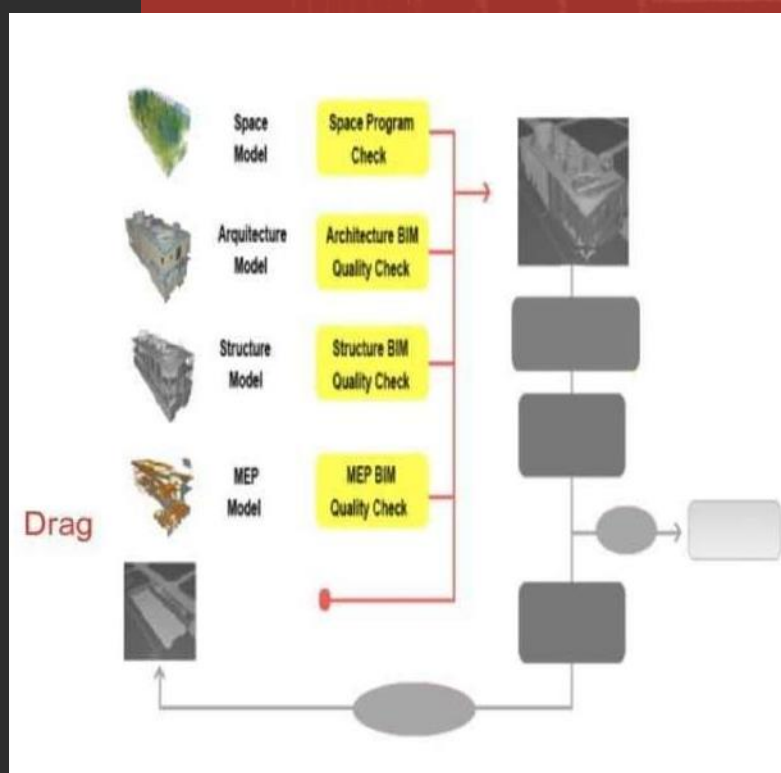 Space
Model
Space Program
Check
Arquitecture
Model
Architecture BIM
Quality Check
Structure
Model
Structure BIM
Quality Check
MEP
Model
MEP BIM
Quality Check
Drag